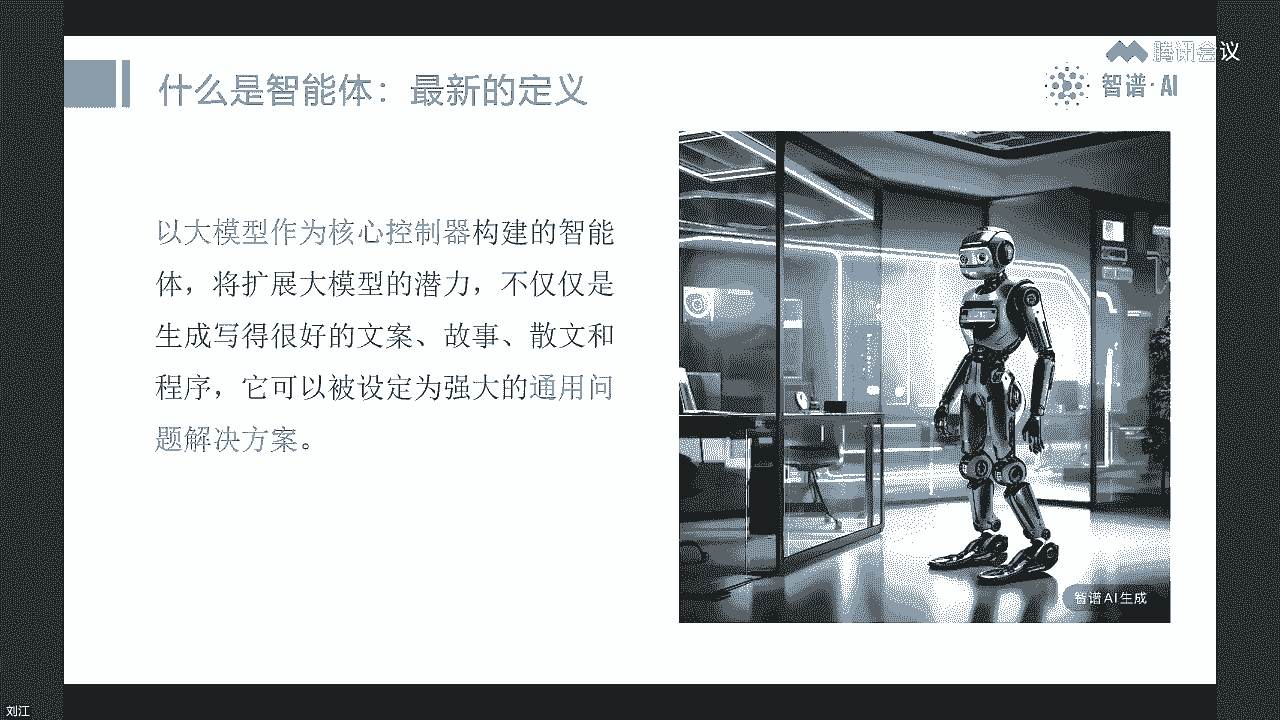 腾讯会议
什么是智能体：最新的定义
智谱·AI
以大模型作为核心控制器构建的智能
体，将扩展大模型的潜力，不仅仅是
生成写得很好的文案、故事、散文和
程序，它可以被设定为强大的通用问
题解决方案。
智谱AI生成
刘江